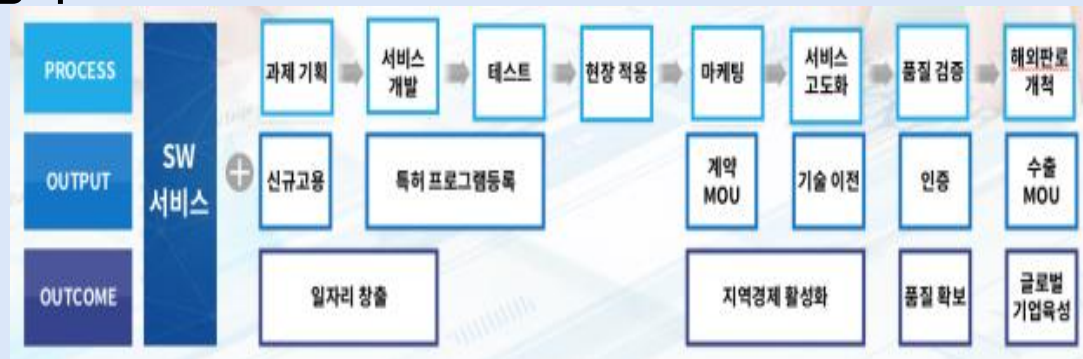 PROCESS
SW
서비스
과제 기획
서비스
개발
테스트
현장 적용
마케팅
서비스
고도화
품질 검증
해외판로
개척
OUTPUT
신규고용
특허 프로그램등록
계약
MOU
기술 이전
인증
수출
MOU
OUTCOME
일자리 창출
지역경제 활성화
품질 확보
글로벌
기업육성